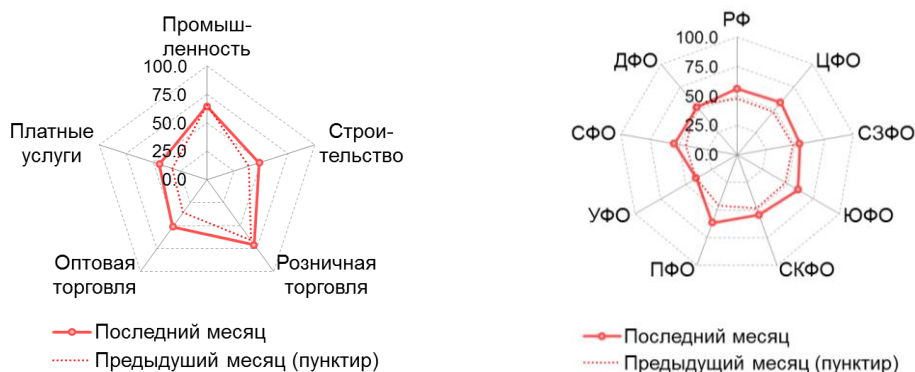 Промыш-
ленность
100.0
75.0
50.0
25.0
0.0
Строи-
тельство
Розничная
торговля
Оптовая
торговля
Платные
услуги
Последний месяц
Предыдуший месяц (пунктир)
РФ
100.0
75.0
50.0
25.0
0.0
ЦФО
СЗФО
ЮФО
СКФО
ПФО
УФО
СФО
ДФО
Последний месяц
Предыдущий месяц (пунктир)